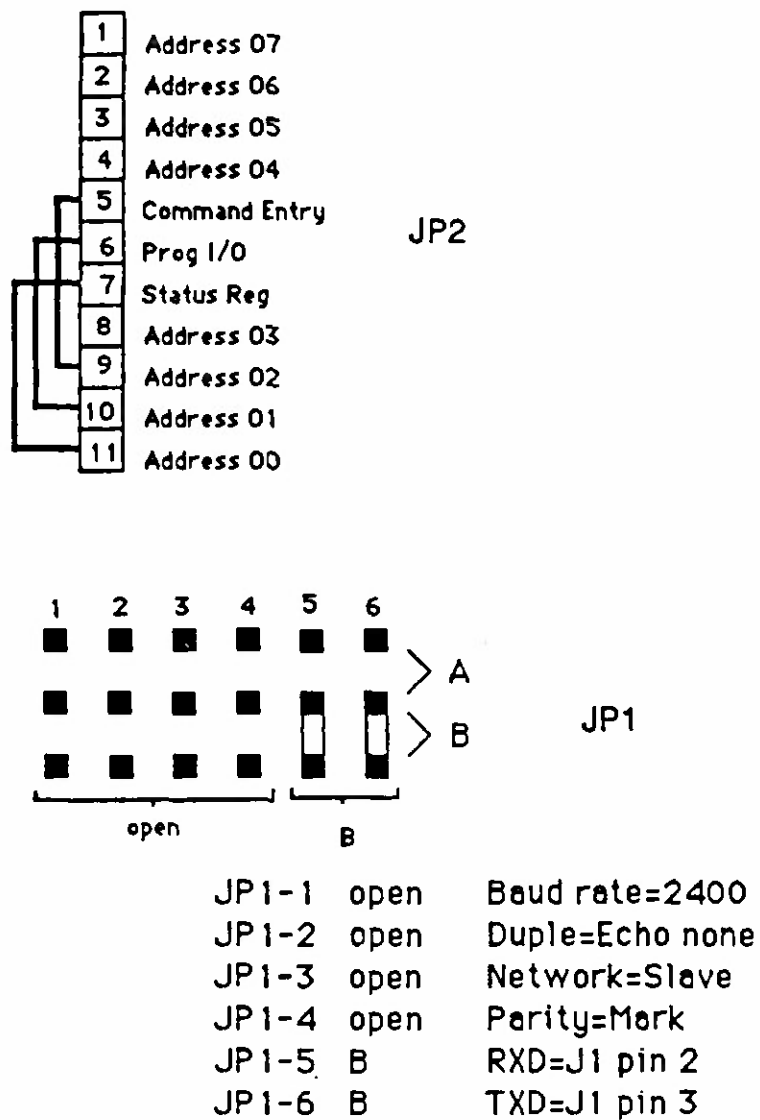 1 Address 07
2 Address 06
3 Address 05
4 Address 04
5 Command Entry
JP2
6 Prog I/O
7 Status Reg
8 Address 03
9 Address 02
10 Address 01
11 Address 00
1 2 3 4 5 6
A
B
JP1
open
B
JP1-1 open Baud rate=2400
JP1-2 open Duple=Echo none
JP1-3 open Network=Slave
JP1-4 open Parity=Mark
JP1-5 B RXD=J1 pin 2
JP1-6 B TXD=J1 pin 3